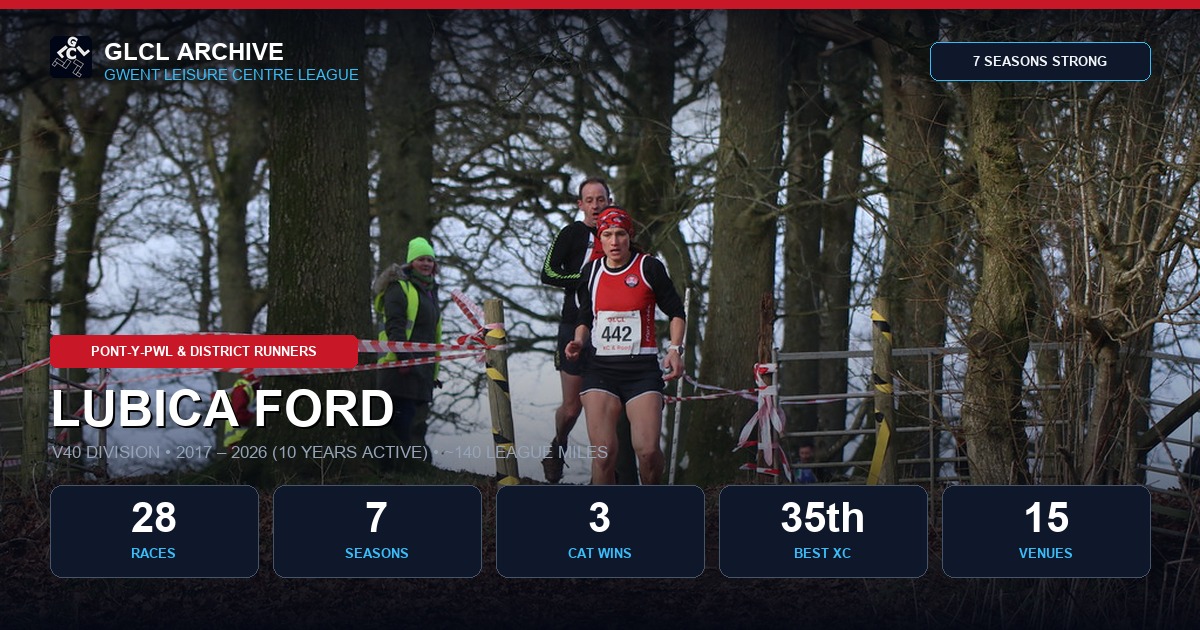 GLCL ARCHIVE
GWENT LEISURE CENTRE LEAGUE
7 SEASONS STRONG
GLCL
442
PONT-Y-PWL & DISTRICT RUNNERS
LUBICA FORD
V40 DIVISION • 2017 – 2026 (10 YEARS ACTIVE) • ~140 LEAGUE MILES
28
RACES
7
SEASONS
3
CAT WINS
35th
BEST XC
15
VENUES